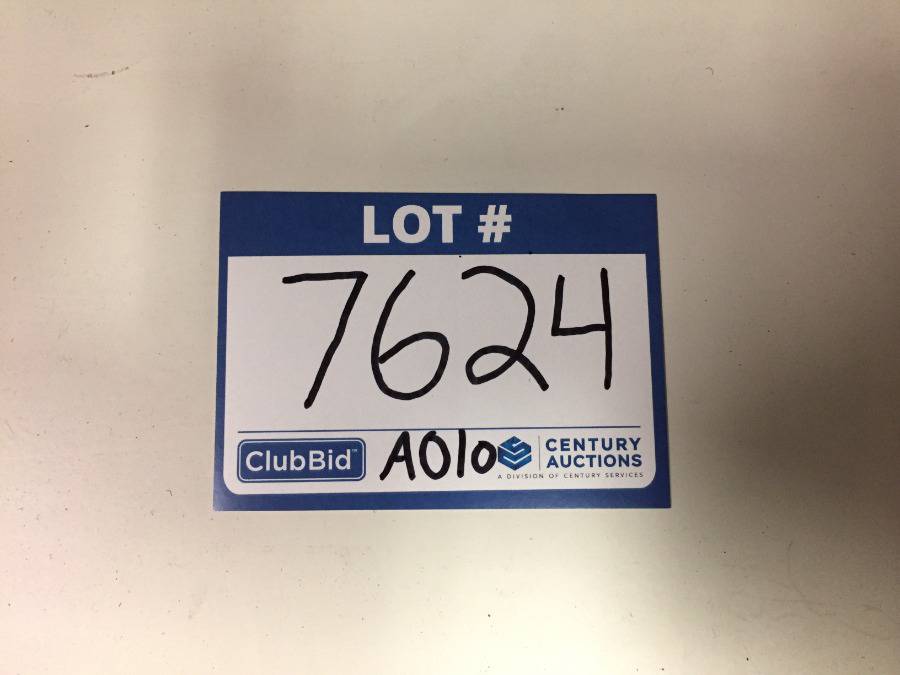 LOT #
7624
ClubBid™ A010 CENTURY AUCTIONS
A DIVISION OF CENTURY SERVICES